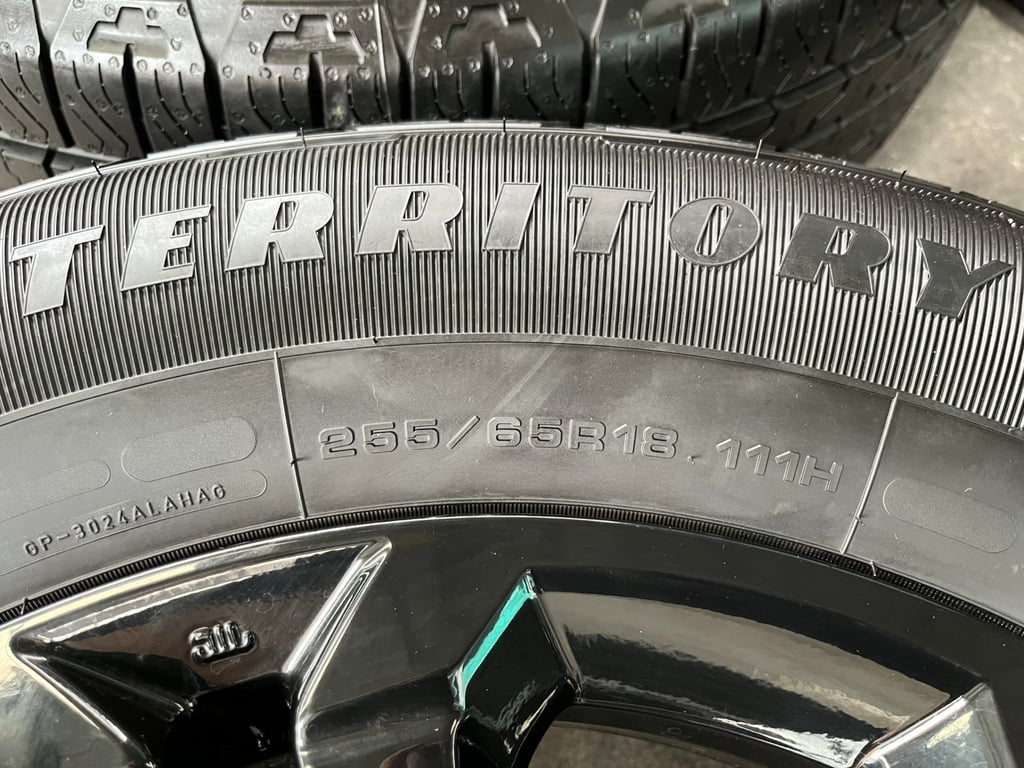 TERRITORY
255/65R18 111H
GP-3024ALAHAG